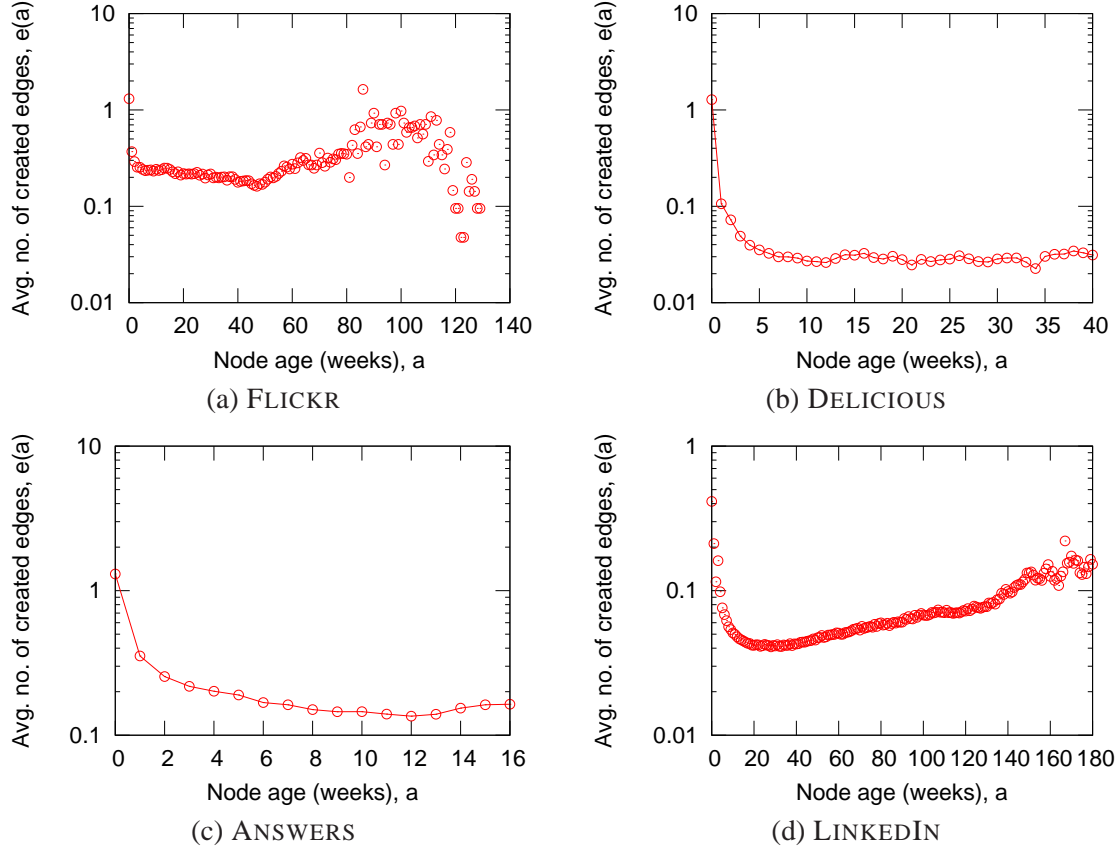 Avg. no. of created edges, e(a)
10
1
0.1
0.01
0 20 40 60 80 100 120 140
Node age (weeks), a
(a) FLICKR
Avg. no. of created edges, e(a)
10
1
0.1
0.01
0 5 10 15 20 25 30 35 40
Node age (weeks), a
(b) DELICIOUS
Avg. no. of created edges, e(a)
10
1
0.1
0 2 4 6 8 10 12 14 16
Node age (weeks), a
(c) ANSWERS
Avg. no. of created edges, e(a)
1
0.1
0.01
0 20 40 60 80 100 120 140 160 180
Node age (weeks), a
(d) LINKEDIN